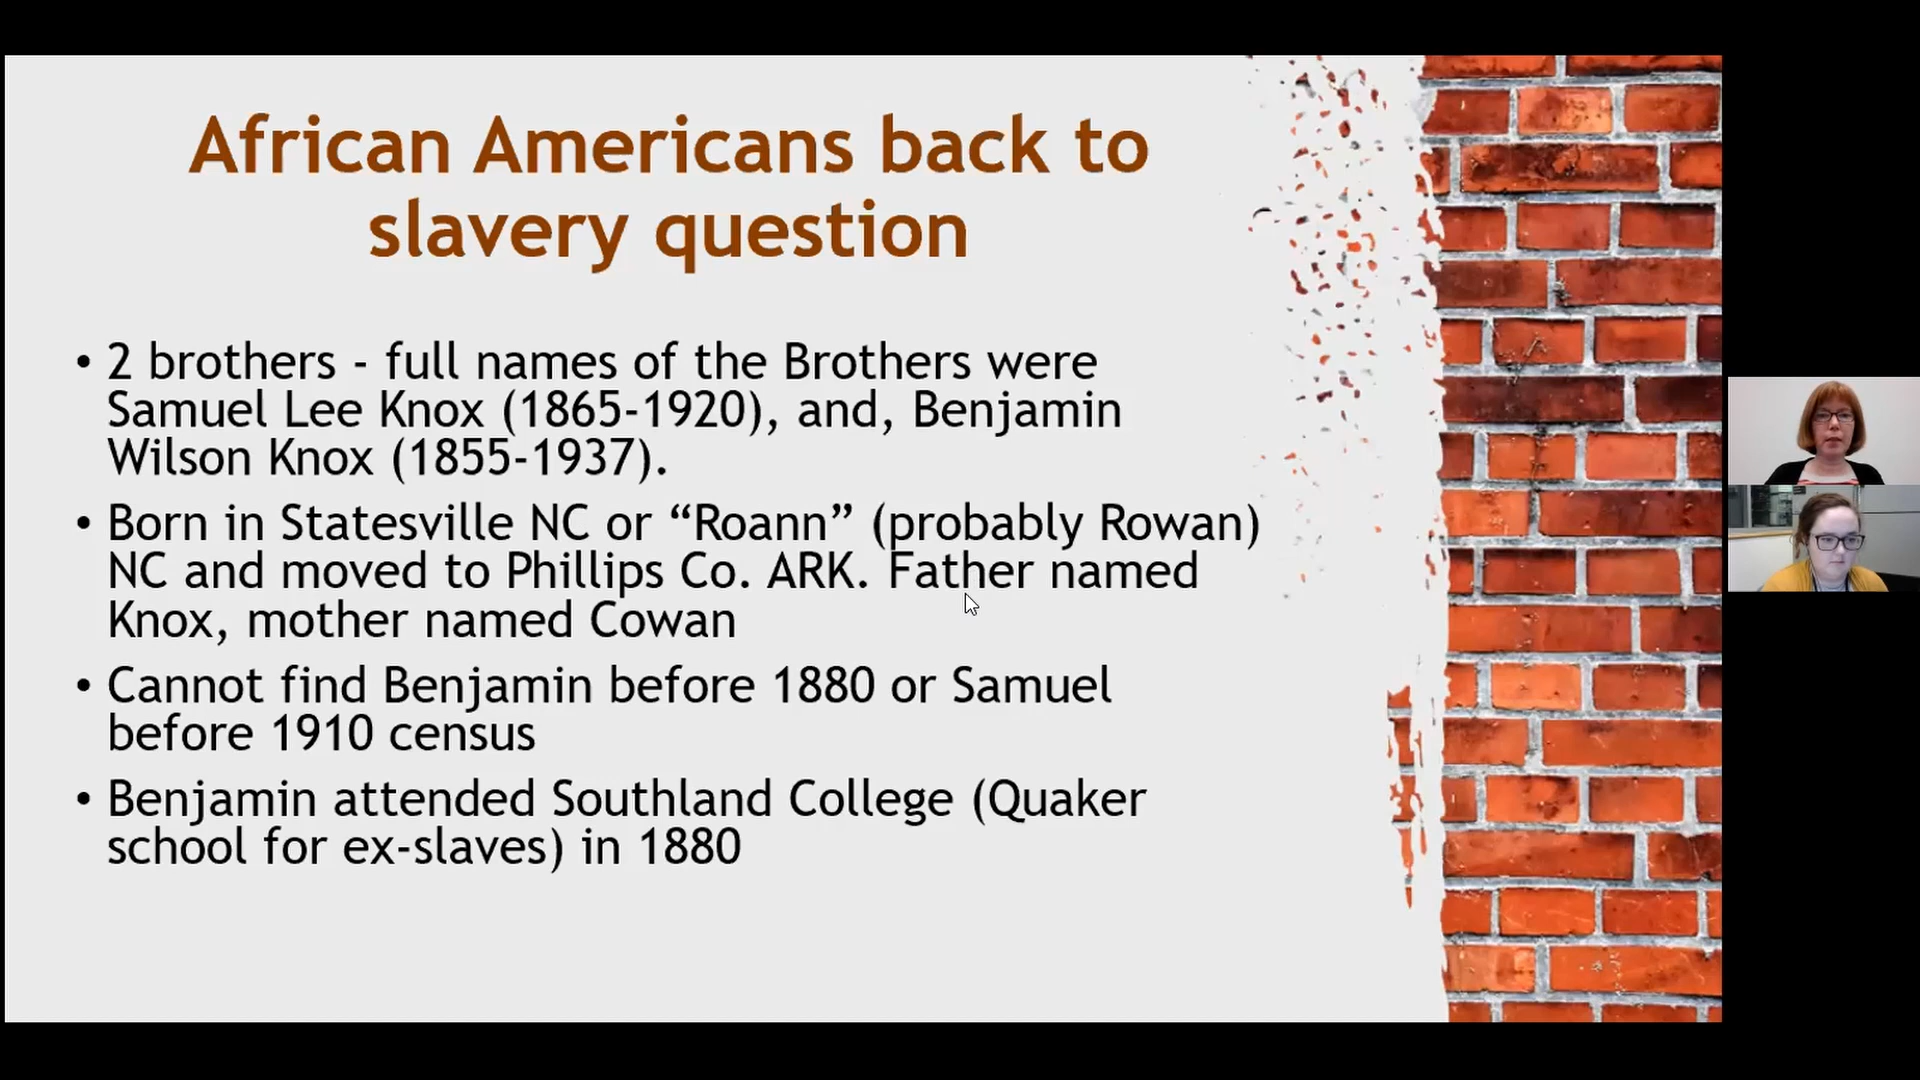 African Americans back to
slavery question
• 2 brothers - full names of the Brothers were
Samuel Lee Knox (1865-1920), and, Benjamin
Wilson Knox (1855-1937).
• Born in Statesville NC or “Roann” (probably Rowan)
NC and moved to Phillips Co. ARK. Father named
Knox, mother named Cowan
• Cannot find Benjamin before 1880 or Samuel
before 1910 census
• Benjamin attended Southland College (Quaker
school for ex-slaves) in 1880